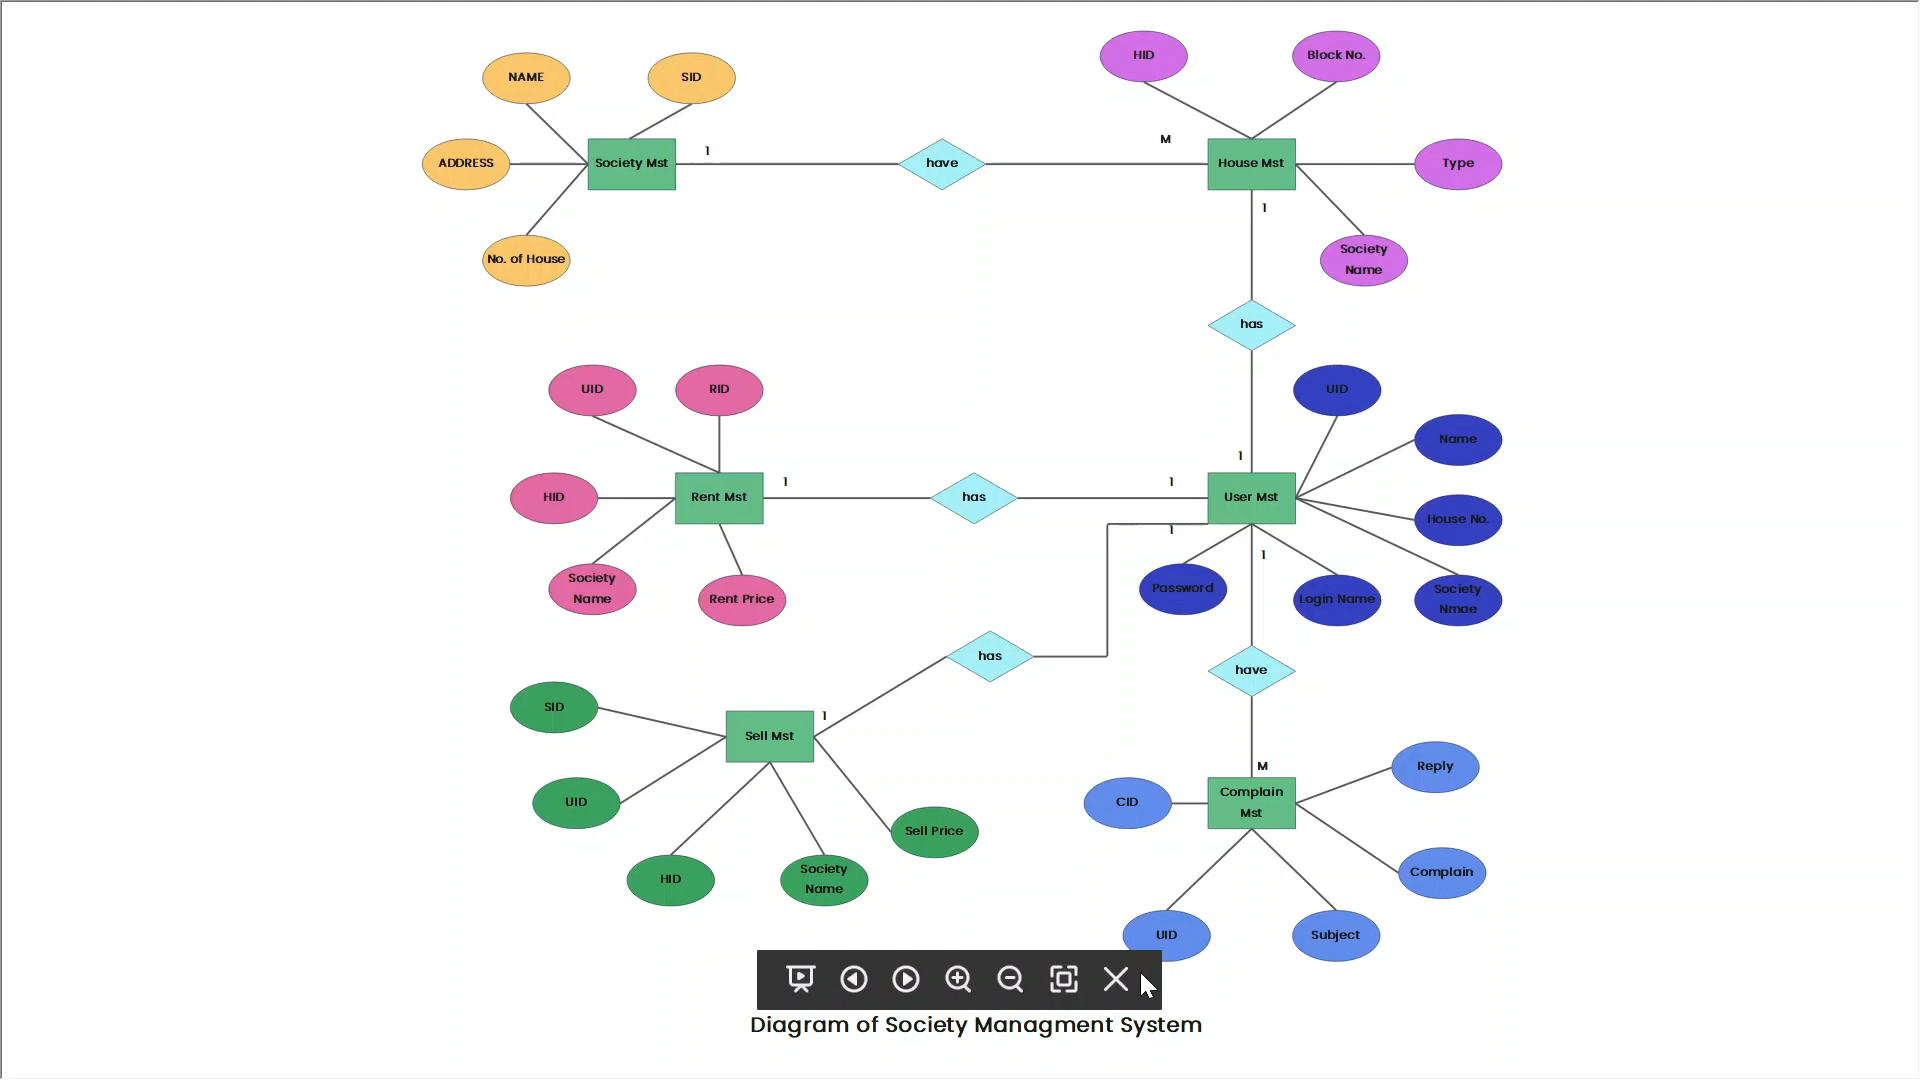 HID
Block No.
NAME
SID
M
1
ADDRESS
Society Mst
have
House Mst
Type
1
No. of House
Society
Name
has
UID
RID
UID
Name
1
1
1
HID
Rent Mst
has
User Mst
House No.
1
1
Society
Name
Rent Price
Password
Login Name
Society
Nmae
has
have
SID
1
Sell Mst
M
Reply
UID
CID
Complain
Mst
Sell Price
HID
Society
Name
Complain
UID
Subject
Diagram of Society Managment System